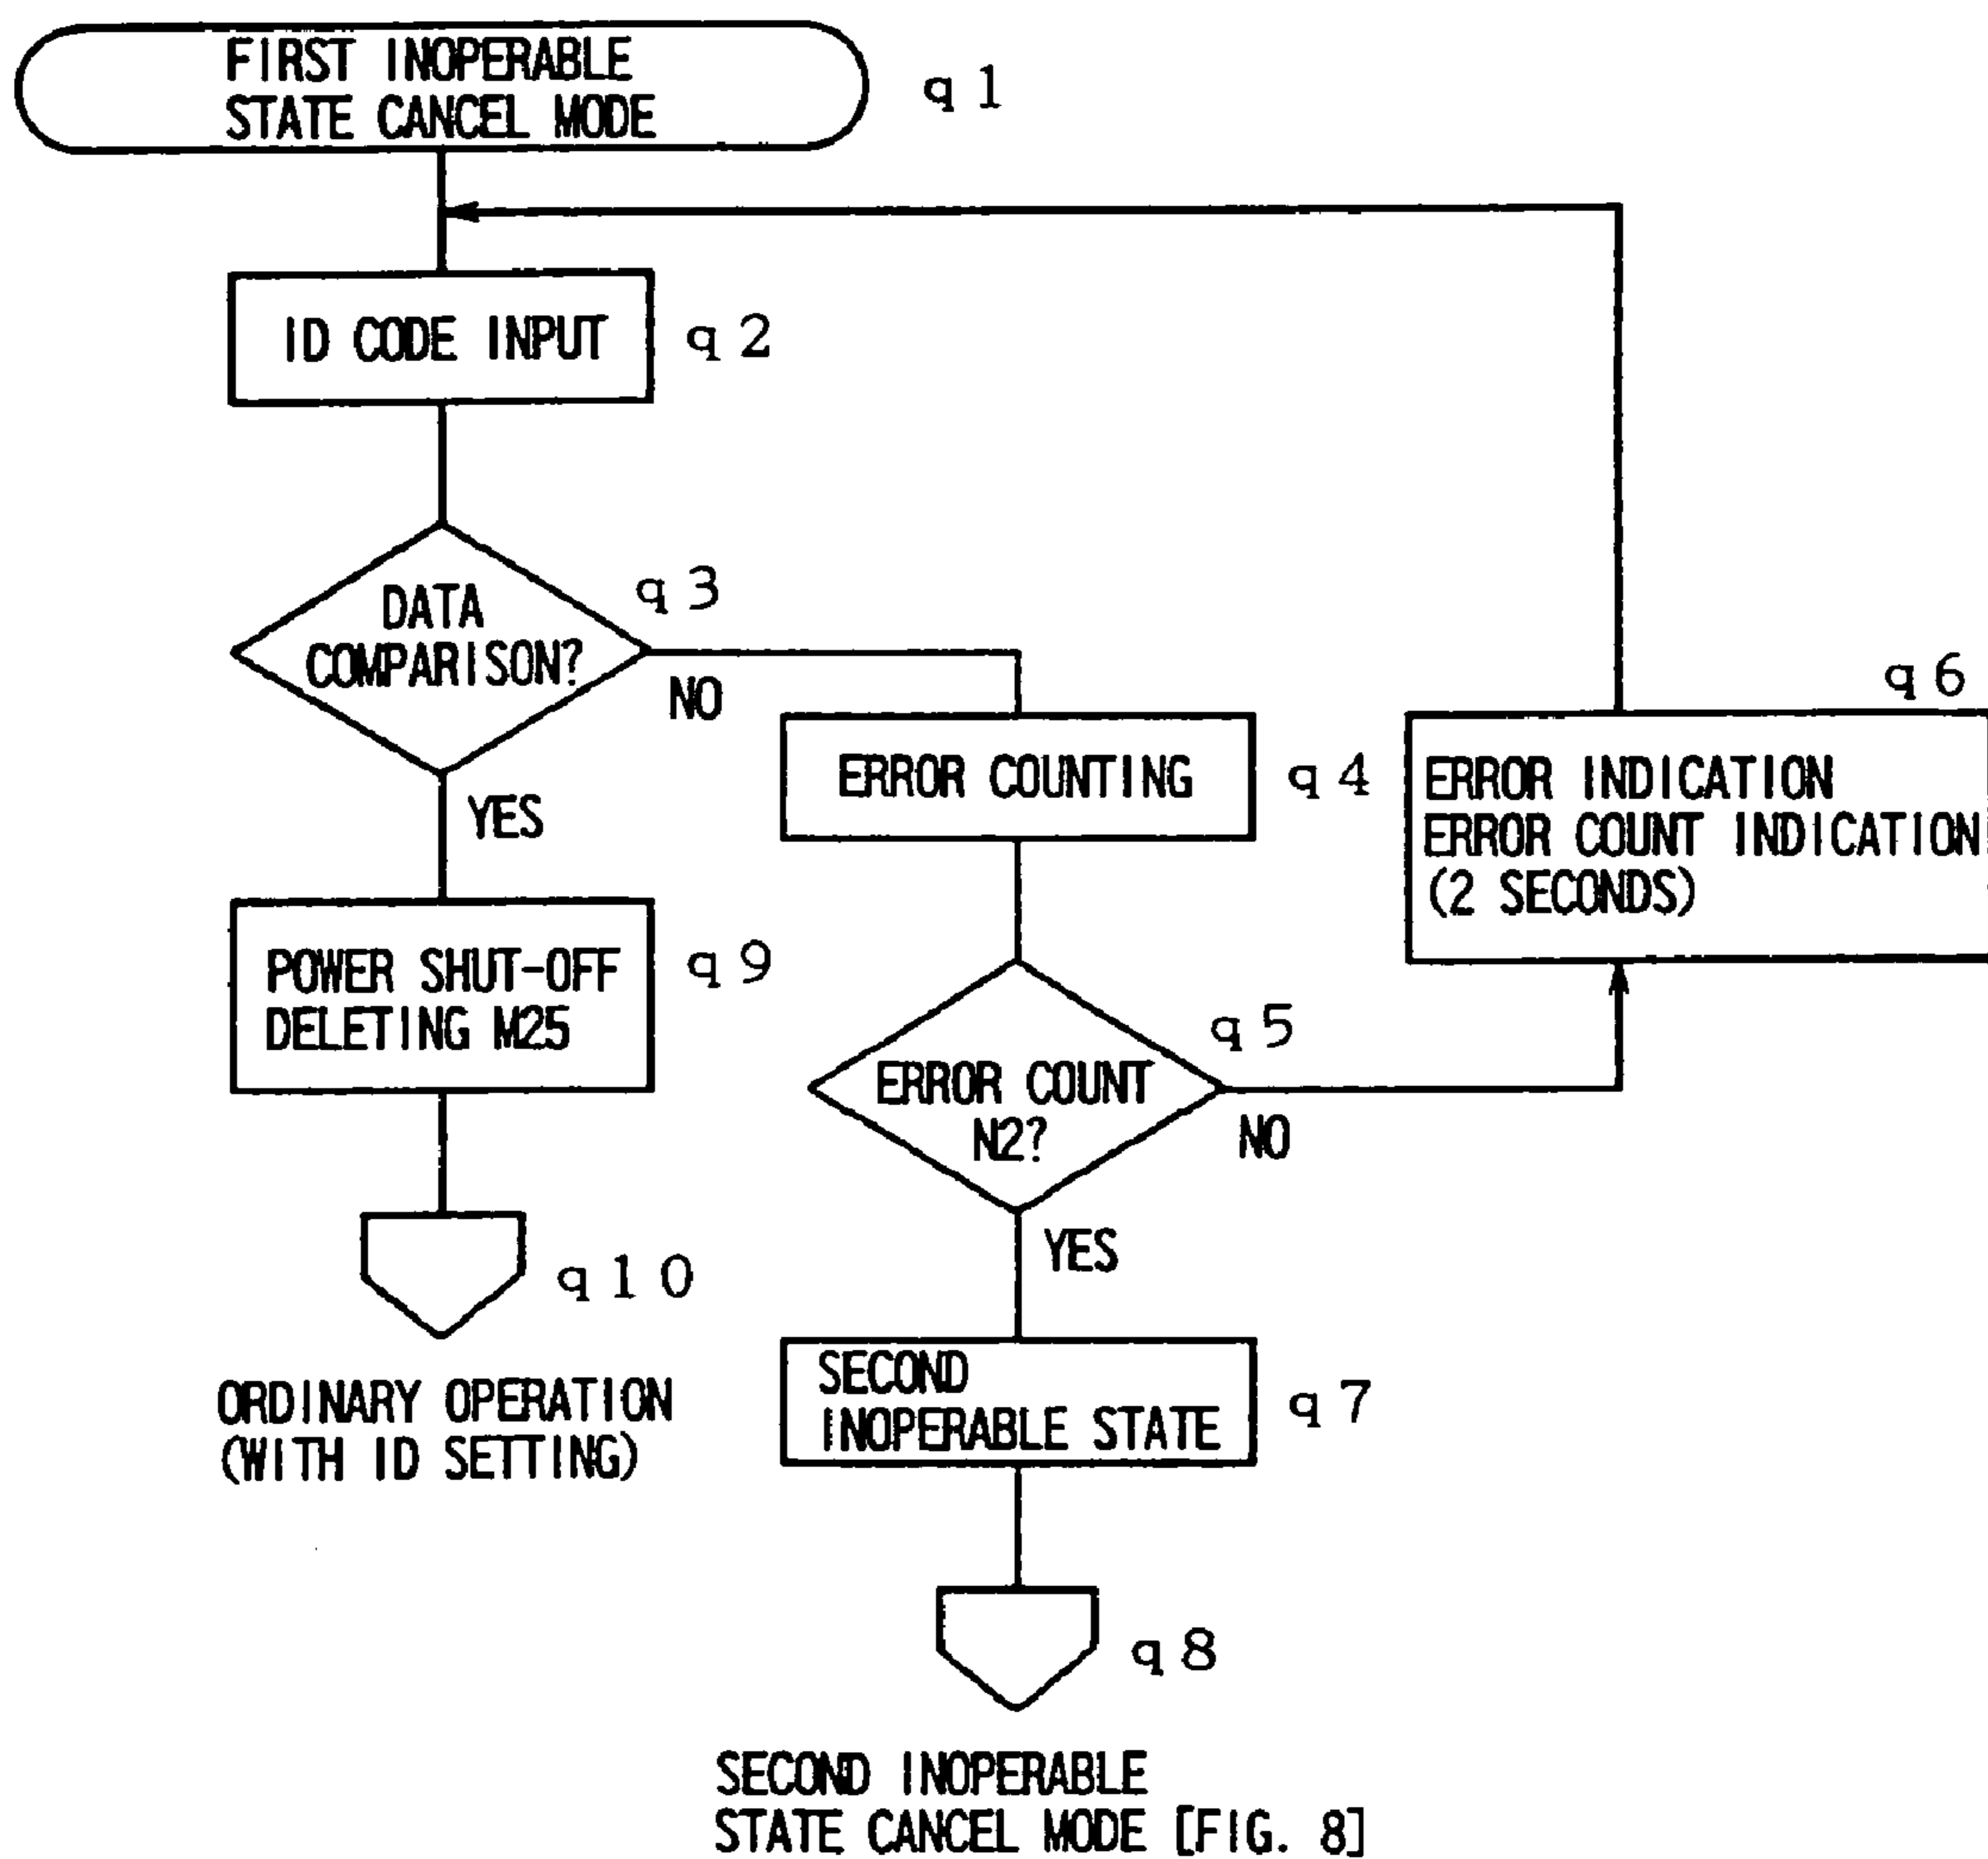 FIRST INOPERABLE
STATE CANCEL MODE
q1
ID CODE INPUT
q2
DATA
COMPARISON?
q3
NO
YES
ERROR COUNTING
q4
q6
ERROR INDICATION
ERROR COUNT INDICATION
(2 SECONDS)
POWER SHUT-OFF
DELETING M25
q9
ERROR COUNT
N2?
q5
NO
YES
q10
ORDINARY OPERATION
(WITH ID SETTING)
SECOND
INOPERABLE STATE
q7
q8
SECOND INOPERABLE
STATE CANCEL MODE [FIG. 8]